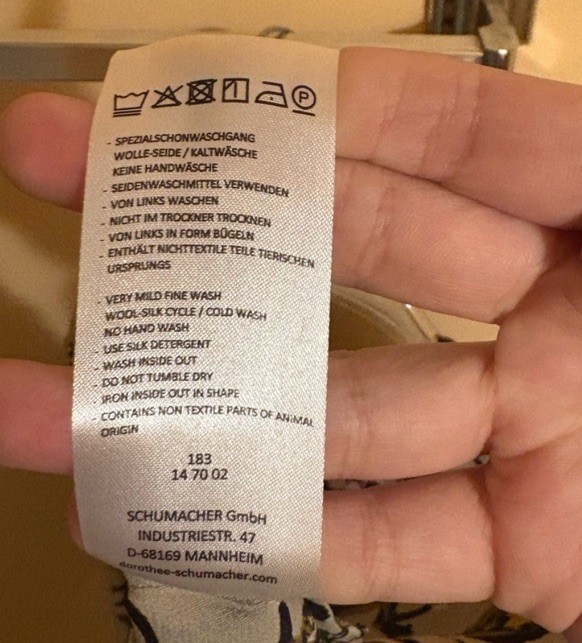 P
- SPEZIALSCHONWASCHGANG
WOLLE-SEIDE / KALTWÄSCHE
KEINE HANDWÄSCHE
- SEIDENWASCHMITTEL VERWENDEN
- VON LINKS WASCHEN
- NICHT IM TROCKNER TROCKNEN
- VON LINKS IN FORM BÜGELN
- ENTHÄLT NICHTTEXTILE TEILE TIERISCHEN
URSPRUNGS
- VERY MILD FINE WASH
WOOL-SILK CYCLE / COLD WASH
NO HAND WASH
- USE SILK DETERGENT
- WASH INSIDE OUT
- DO NOT TUMBLE DRY
- IRON INSIDE OUT IN SHAPE
- CONTAINS NON TEXTILE PARTS OF ANIMAL
ORIGIN
183
14 70 02
SCHUMACHER GmbH
INDUSTRIESTR. 47
D-68169 MANNHEIM
dorothee-schumacher.com